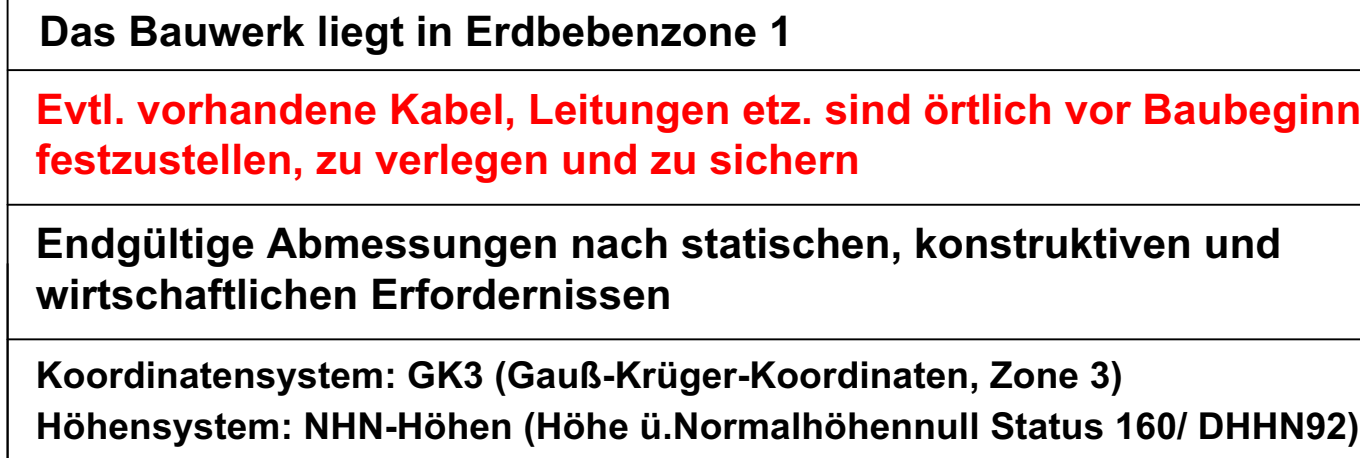 Das Bauwerk liegt in Erdbebenzone 1
Evtl. vorhandene Kabel, Leitungen etz. sind örtlich vor Baubeginn
festzustellen, zu verlegen und zu sichern
Endgültige Abmessungen nach statischen, konstruktiven und
wirtschaftlichen Erfordernissen
Koordinatensystem: GK3 (Gauß-Krüger-Koordinaten, Zone 3)
Höhensystem: NHN-Höhen (Höhe ü.Normalhöhennull Status 160/ DHHN92)